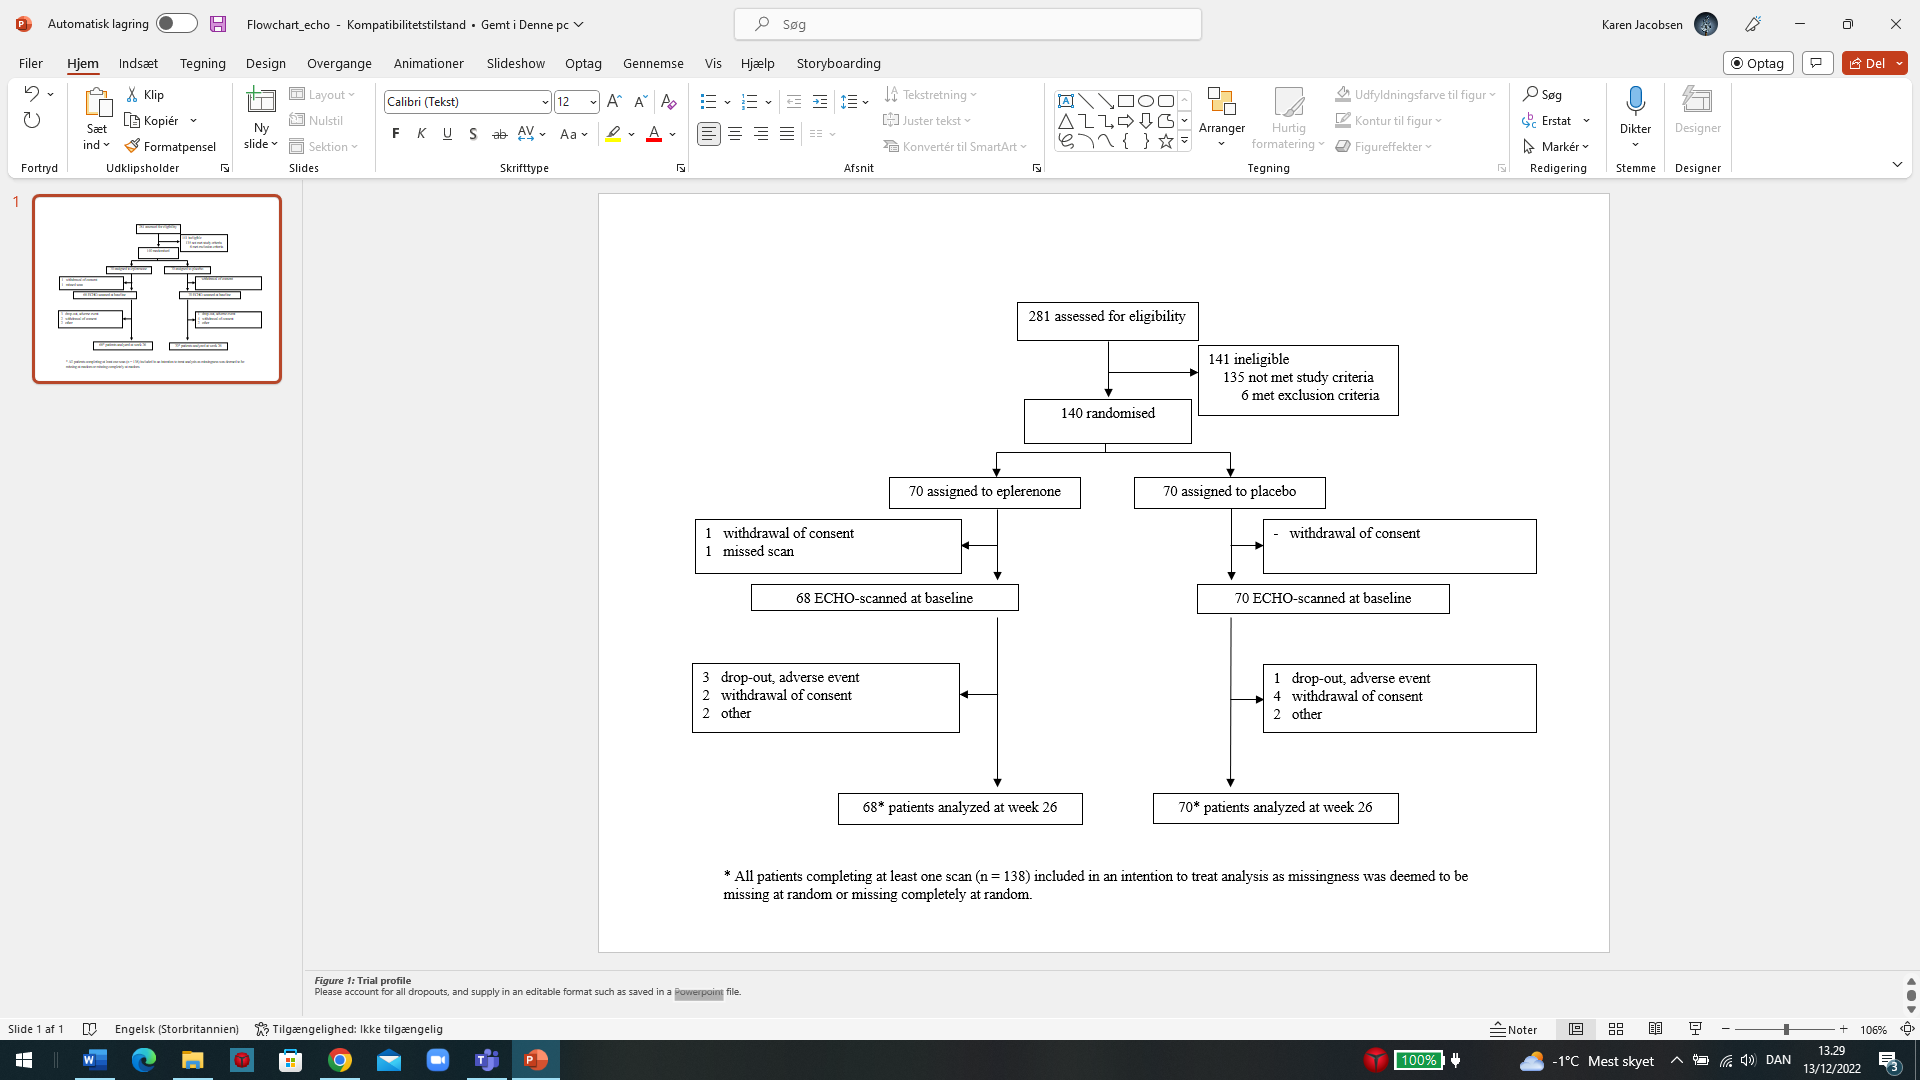 Automatisk lagring
Flowchart_echo - Kompatibilitetstilstand • Gemt i Denne pc
Søg
Karen Jacobsen
Filer Hjem Indsæt Tegning Design Overgange Animationer Slideshow Optag Gennemse Vis Hjælp Storyboarding
Optag
Del
Fortryd
Sæt ind
Klip
Kopiér
Formatpensel
Udklipsholder
Ny slide
Layout
Nulstil
Sektion
Slides
Calibri (Tekst) 12
F K U S ab AV Aa A
Skrifttype
Tekstretning
Juster tekst
Konvertér til SmartArt
Afsnit
Arranger
Hurtig formatering
Udfyldningsfarve til figur
Kontur til figur
Figureffekter
Tegning
Søg
Erstat
Markér
Redigering
Dikter
Stemme
Designer
Designer
1
281 assessed for eligibility
141 ineligible
135 not met study criteria
6 met exclusion criteria
140 randomised
70 assigned to eplerenone
70 assigned to placebo
1 withdrawal of consent
1 missed scan
- withdrawal of consent
68 ECHO-scanned at baseline
70 ECHO-scanned at baseline
3 drop-out, adverse event
2 withdrawal of consent
2 other
1 drop-out, adverse event
4 withdrawal of consent
2 other
68* patients analyzed at week 26
70* patients analyzed at week 26
* All patients completing at least one scan (n = 138) included in an intention to treat analysis as missingness was deemed to be
missing at random or missing completely at random.
Figure 1: Trial profile
Please account for all dropouts, and supply in an editable format such as saved in a Powerpoint file.
Slide 1 af 1 Engelsk (Storbritannien) Tilgængelighed: Ikke tilgængelig
Noter
106%
100%
-1°C Mest skyet
DAN
13.29
13/12/2022
3